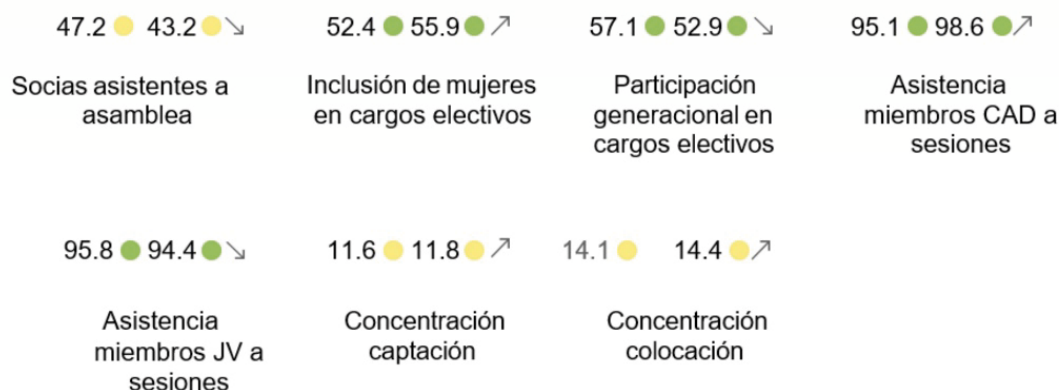 47.2 43.2 ↘
Socias asistentes a
asamblea
52.4 55.9 ↗
Inclusión de mujeres
en cargos electivos
57.1 52.9 ↘
Participación
generacional en
cargos electivos
95.1 98.6 ↗
Asistencia
miembros CAD a
sesiones
95.8 94.4 ↘
Asistencia
miembros JV a
sesiones
11.6 11.8 ↗
Concentración
captación
14.1 14.4 ↗
Concentración
colocación